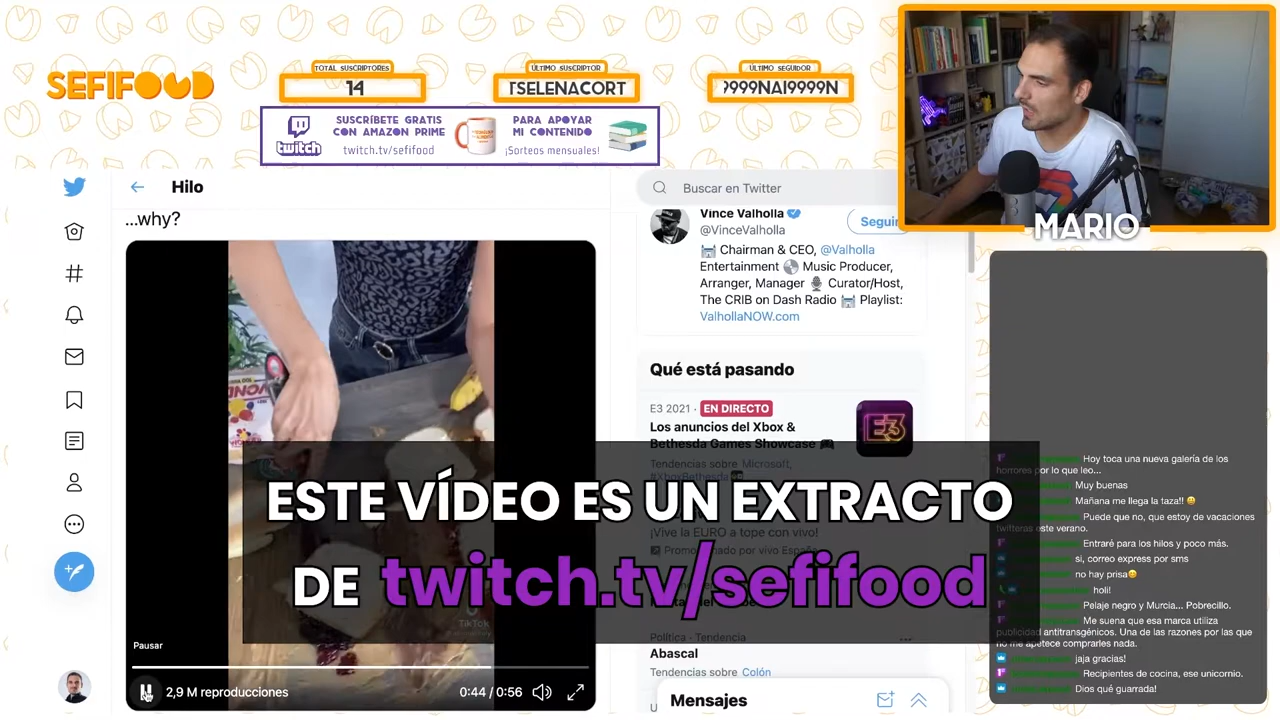 SEFIFOOD
TOTAL SUSCRIPTORES
14
ÚLTIMO SUSCRIPTOR
TSELENACORT
ÚLTIMO SEGUIDOR
9999NAI9999N
twitch
SUSCRÍBETE GRATIS
CON AMAZON PRIME
twitch.tv/sefifood
PARA APOYAR
MI CONTENIDO
¡Sorteos mensuales!
MARIO
Hilo
...why?
Buscar en Twitter
Vince Valholla
@VinceValholla
Seguir
Chairman & CEO, @Valholla
Entertainment Music Producer,
Arranger, Manager Curator/Host,
The CRIB on Dash Radio Playlist:
ValhollaNOW.com
Qué está pasando
E3 2021 · EN DIRECTO
Los anuncios del Xbox &
Bethesda Games Showcase
E3
Tendencias sobre Microsoft,
¡Vive la EURO a tope con vivo!
Promocionado por vivo España
ESTE VÍDEO ES UN EXTRACTO
DE twitch.tv/sefifood
TikTok
Política · Tendencia
Abascal
Tendencias sobre Colón
Pausar
2,9 M reproducciones
0:44 / 0:56
Mensajes
Hoy toca una nueva galería de los
horrores por lo que leo...
Muy buenas
Mañana me llega la taza!!
Puede que no, que estoy de vacaciones
twitteras este verano.
Entraré para los hilos y poco más.
si, correo express por sms
no hay prisa
holi!
Pelaje negro y Murcia... Pobrecillo.
Me suena que esa marca utiliza
publicidad antitransgénicos. Una de las razones por las que
no me apetece comprarles nada.
jaja gracias!
Recipientes de cocina, ese unicornio.
Dios qué guarrada!